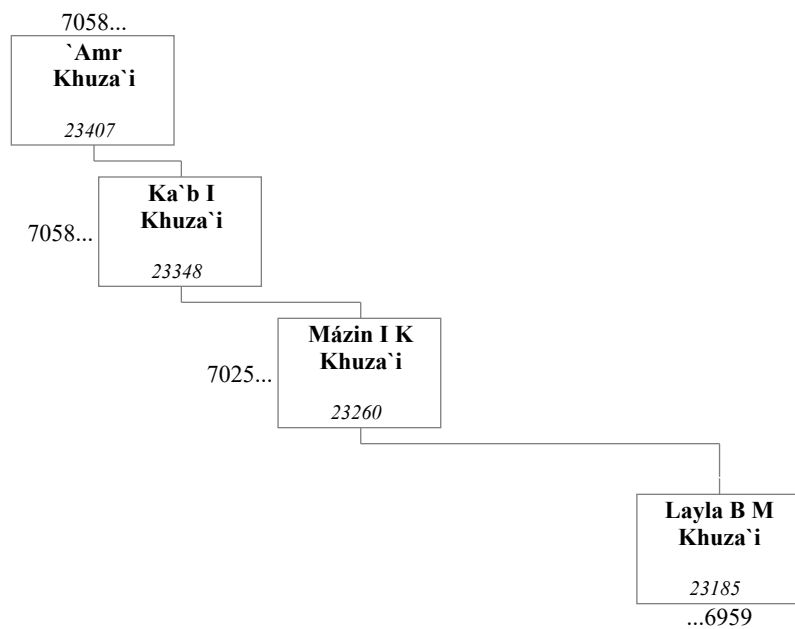 7058...
`Amr
Khuza`i
23407
Ka`b I
Khuza`i
7058...
23348
Mázin I K
Khuza`i
7025...
23260
Layla B M
Khuza`i
23185
...6959